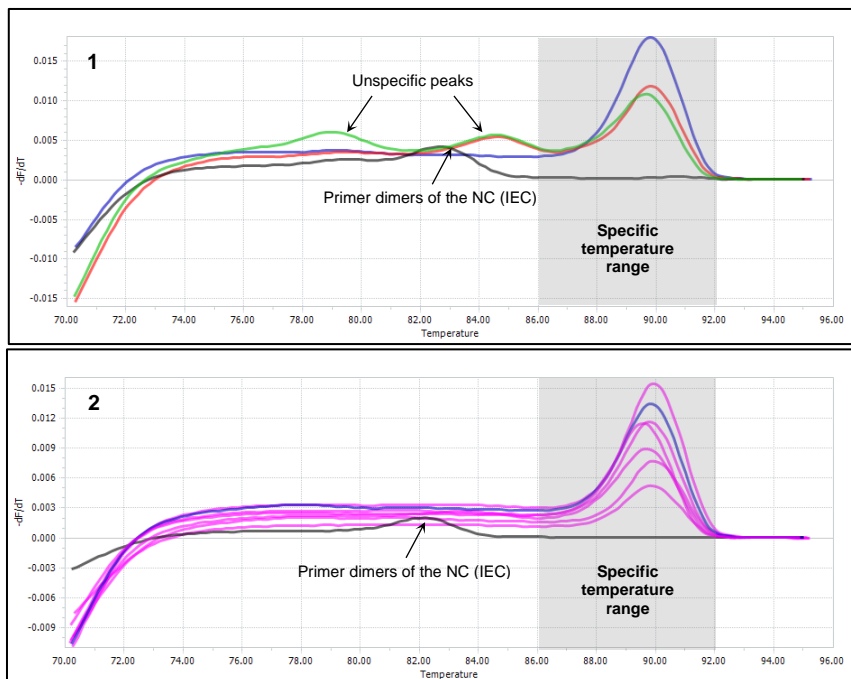 1
Unspecific peaks
Primer dimers of the NC (IEC)
Specific
temperature
range
-dF/dT
0.015
0.010
0.005
0.000
-0.005
-0.010
-0.015
70.00 72.00 74.00 76.00 78.00 80.00 82.00 84.00 86.00 88.00 90.00 92.00 94.00 96.00
Temperature
2
Primer dimers of the NC (IEC)
Specific
temperature
range
-dF/dT
0.015
0.012
0.009
0.006
0.003
0.000
-0.003
-0.006
-0.009
70.00 72.00 74.00 76.00 78.00 80.00 82.00 84.00 86.00 88.00 90.00 92.00 94.00 96.00
Temperature